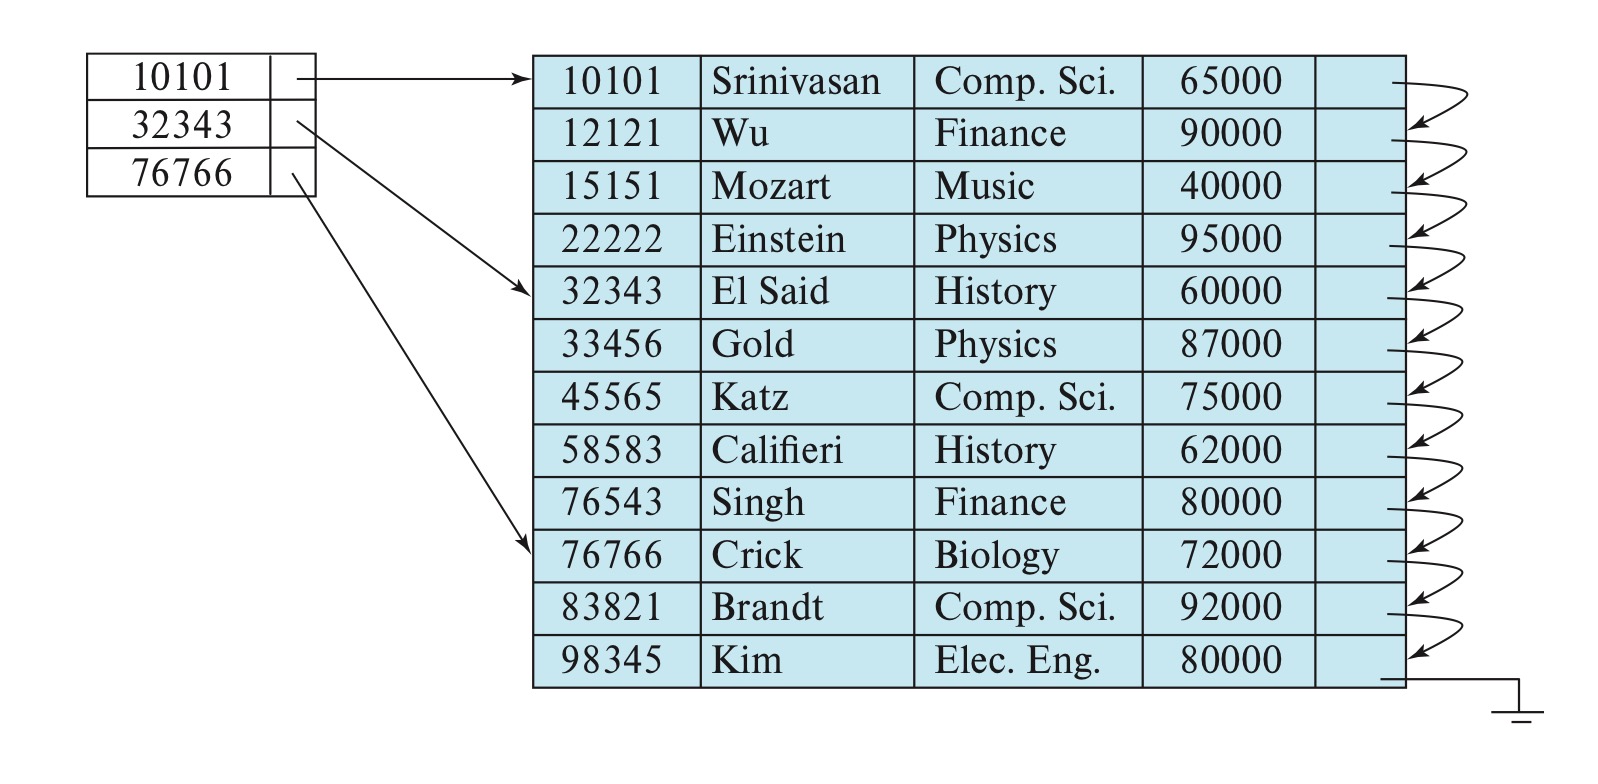 10101
32343
76766
10101 Srinivasan Comp. Sci. 65000
12121 Wu Finance 90000
15151 Mozart Music 40000
22222 Einstein Physics 95000
32343 El Said History 60000
33456 Gold Physics 87000
45565 Katz Comp. Sci. 75000
58583 Califieri History 62000
76543 Singh Finance 80000
76766 Crick Biology 72000
83821 Brandt Comp. Sci. 92000
98345 Kim Elec. Eng. 80000